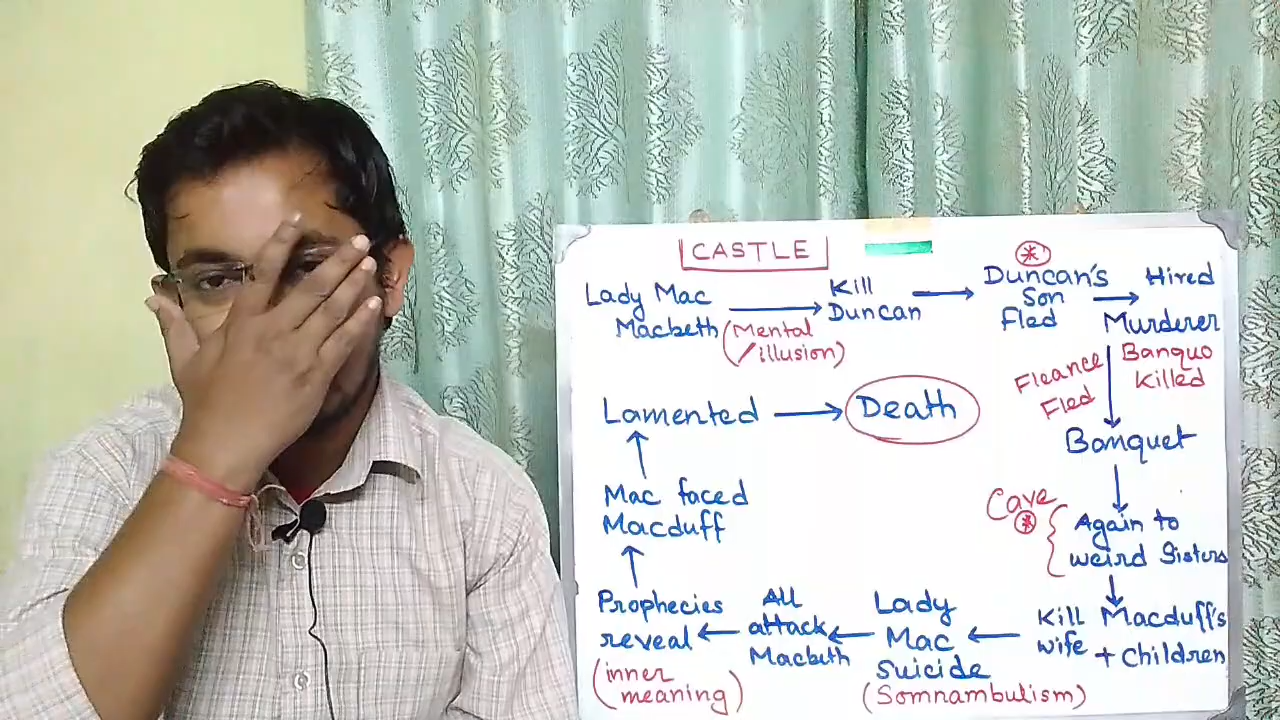 CASTLE
Lady Mac
Macbeth
(Mental
illusion)
Kill
Duncan
Duncan's
Son
Fled
Hired
Murderer
Banquo
Killed
Fleance
Fled
Banquet
Cave
Again to
weird Sisters
Kill Macduff's
wife + Children
Lady
Mac
Suicide
(Somnambulism)
All
attack
Macbeth
Prophecies
reveal
(inner
meaning)
Mac faced
Macduff
Lamented
Death